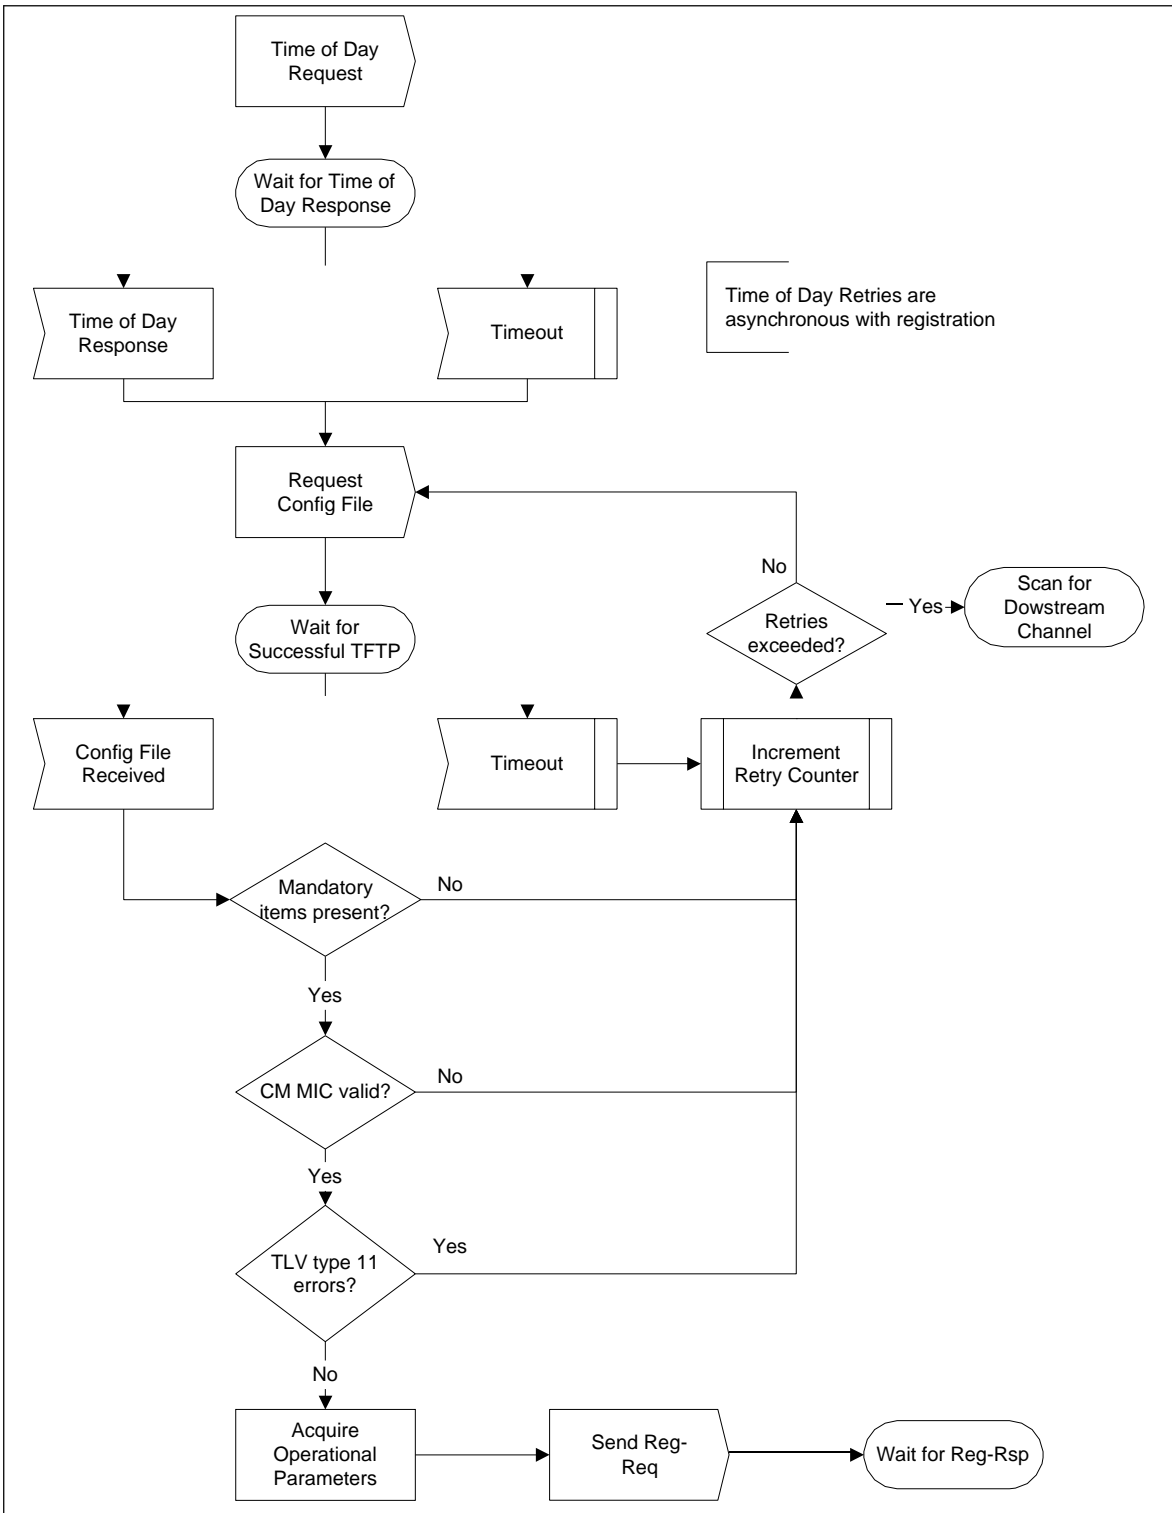 Time of Day
Request
Wait for Time of
Day Response
Time of Day
Response
Timeout
Time of Day Retries are
asynchronous with registration
Request
Config File
No
Retries
exceeded?
Yes
Scan for
Dowstream
Channel
Wait for
Successful TFTP
Config File
Received
Timeout
Increment
Retry Counter
Mandatory
items present?
No
Yes
CM MIC valid?
No
Yes
TLV type 11
errors?
Yes
No
Acquire
Operational
Parameters
Send Reg-
Req
Wait for Reg-Rsp